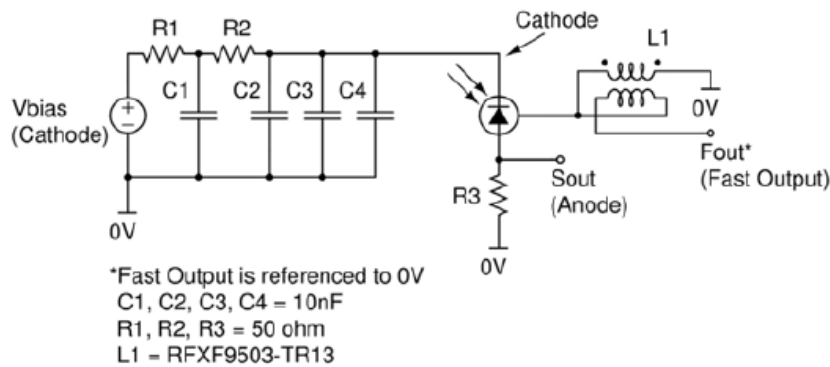 R1 R2
Cathode
L1
C1 C2 C3 C4
Vbias
(Cathode)
+
−
0V
Fout*
(Fast Output)
Sout
(Anode)
R3
0V
0V
*Fast Output is referenced to 0V
C1, C2, C3, C4 = 10nF
R1, R2, R3 = 50 ohm
L1 = RFXF9503-TR13